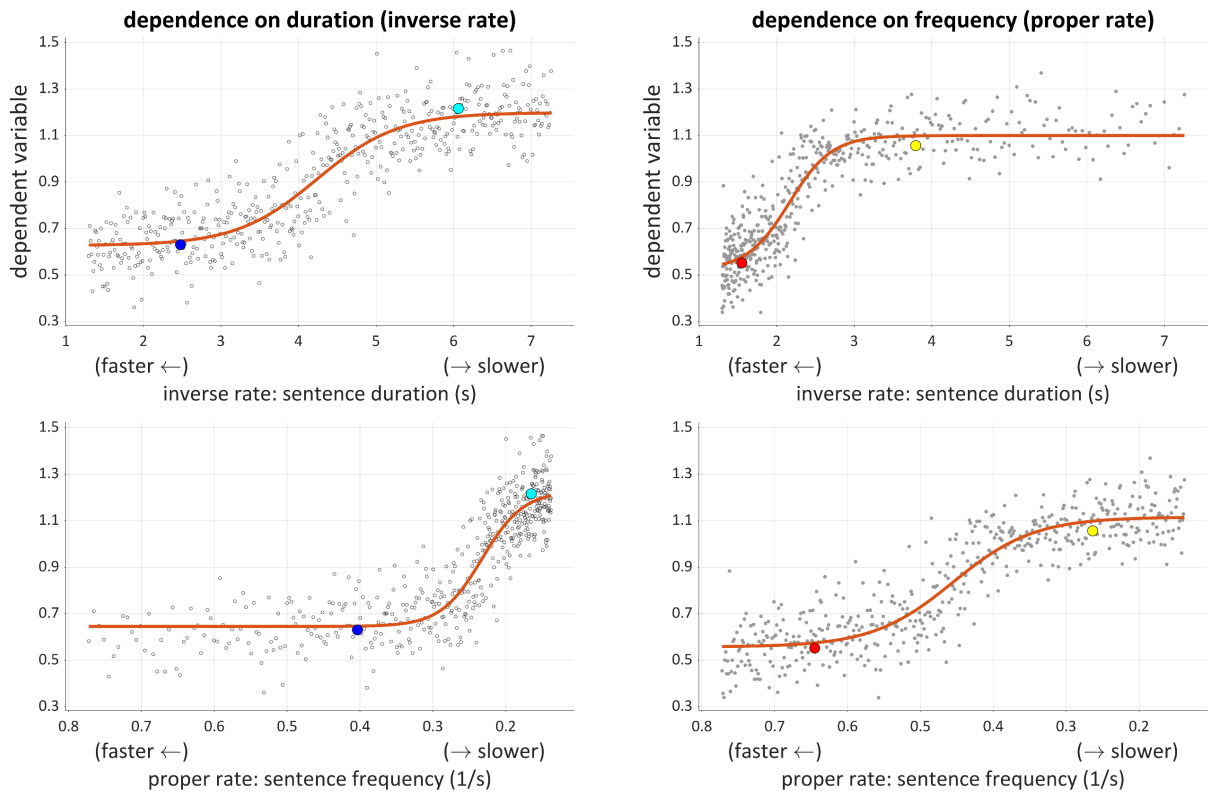 dependence on duration (inverse rate)
dependent variable
1.5
1.3
1.1
0.9
0.7
0.5
0.3
1 2 3 4 5 6 7
(faster ←) (→ slower)
inverse rate: sentence duration (s)
dependence on frequency (proper rate)
dependent variable
1.5
1.3
1.1
0.9
0.7
0.5
0.3
1 2 3 4 5 6 7
(faster ←) (→ slower)
inverse rate: sentence duration (s)
1.5
1.3
1.1
0.9
0.7
0.5
0.3
0.8 0.7 0.6 0.5 0.4 0.3 0.2
(faster ←) (→ slower)
proper rate: sentence frequency (1/s)
1.5
1.3
1.1
0.9
0.7
0.5
0.3
0.8 0.7 0.6 0.5 0.4 0.3 0.2
(faster ←) (→ slower)
proper rate: sentence frequency (1/s)